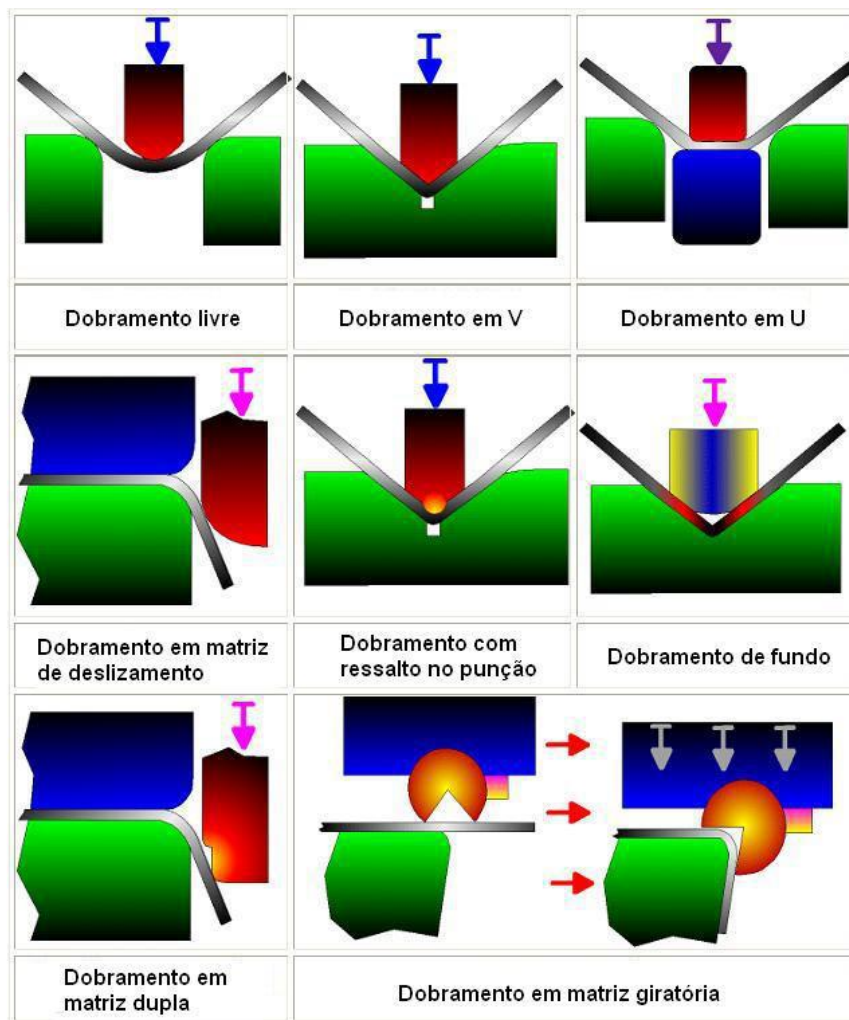 Dobramento livre
Dobramento em V
Dobramento em U
Dobramento em matriz
de deslizamento
Dobramento com
ressalto no punção
Dobramento de fundo
Dobramento em
matriz dupla
Dobramento em matriz giratória